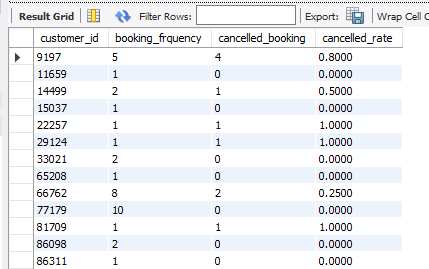 Result Grid Filter Rows: Export: Wrap Cell C
customer_id booking_frquency cancelled_booking cancelled_rate
9197 5 4 0.8000
11659 1 0 0.0000
14499 2 1 0.5000
15037 1 0 0.0000
22257 1 1 1.0000
29124 1 1 1.0000
33021 2 0 0.0000
65208 1 0 0.0000
66762 8 2 0.2500
77179 10 0 0.0000
81709 1 1 1.0000
86098 2 0 0.0000
86311 1 0 0.0000